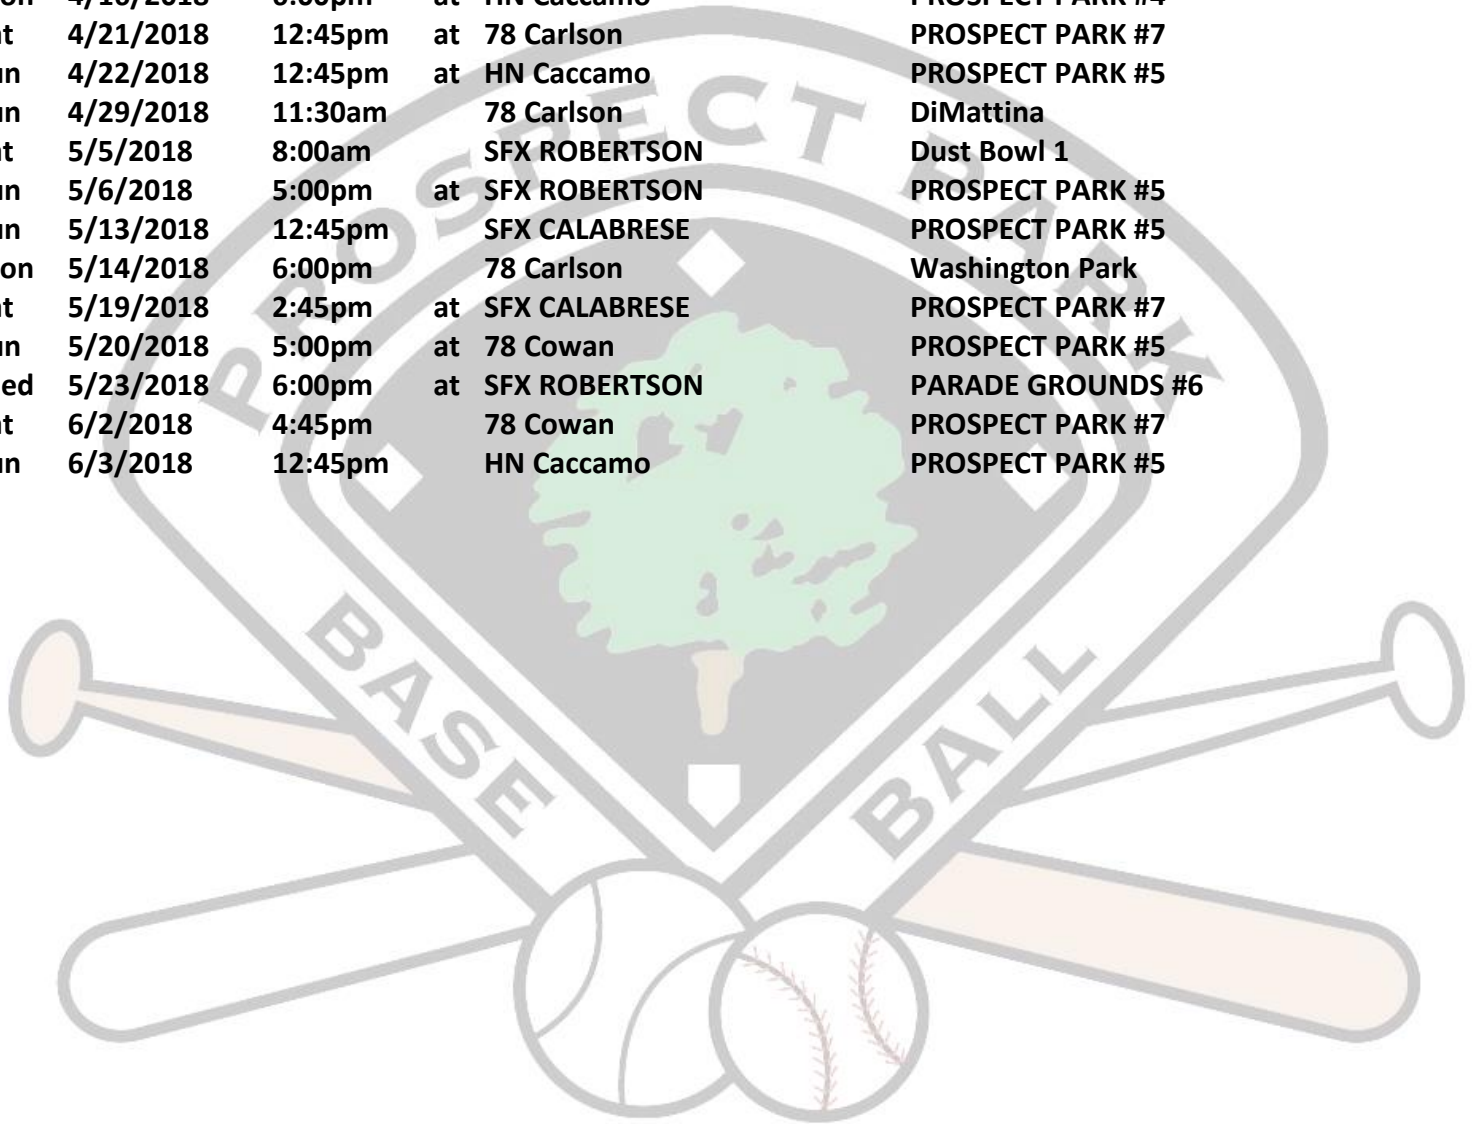 at 4/21/2018 12:45pm at 78 Carlson PROSPECT PARK #7
un 4/22/2018 12:45pm at HN Caccamo PROSPECT PARK #5
un 4/29/2018 11:30am 78 Carlson DiMattina
at 5/5/2018 8:00am SFX ROBERTSON Dust Bowl 1
un 5/6/2018 5:00pm at SFX ROBERTSON PROSPECT PARK #5
un 5/13/2018 12:45pm SFX CALABRESE PROSPECT PARK #5
on 5/14/2018 6:00pm 78 Carlson Washington Park
at 5/19/2018 2:45pm at SFX CALABRESE PROSPECT PARK #7
un 5/20/2018 5:00pm at 78 Cowan PROSPECT PARK #5
ed 5/23/2018 6:00pm at SFX ROBERTSON PARADE GROUNDS #6
at 6/2/2018 4:45pm 78 Cowan PROSPECT PARK #7
un 6/3/2018 12:45pm HN Caccamo PROSPECT PARK #5
PROSPECT PARK
BASE BALL